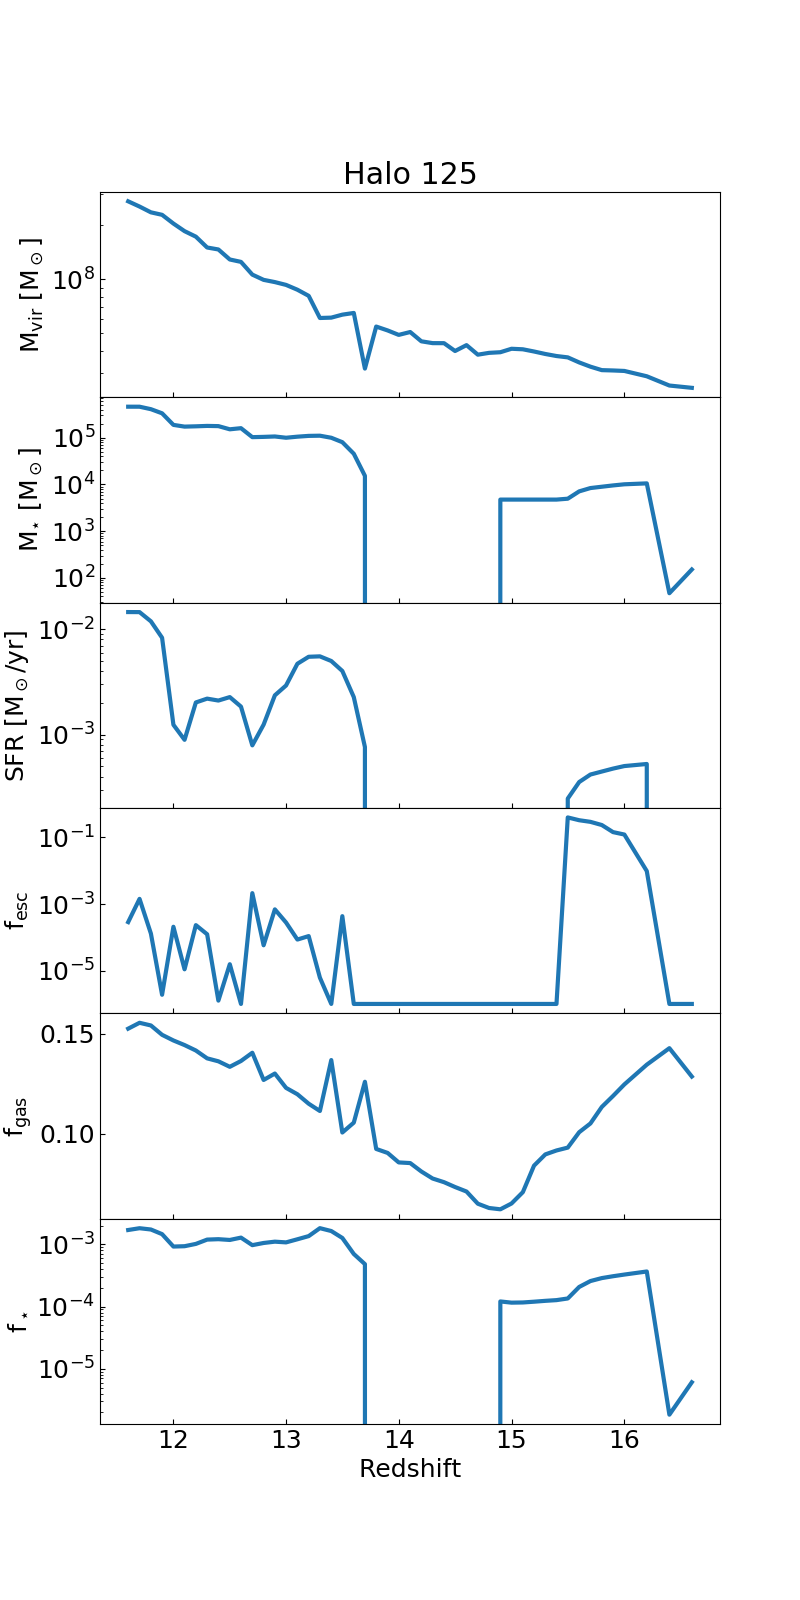 Halo 125
M_vir [M_⊙]
10^8
M_⋆ [M_⊙]
10^5
10^4
10^3
10^2
SFR [M_⊙/yr]
10^−2
10^−3
f_esc
10^−1
10^−3
10^−5
f_gas
0.15
0.10
f_⋆
10^−3
10^−4
10^−5
12 13 14 15 16
Redshift